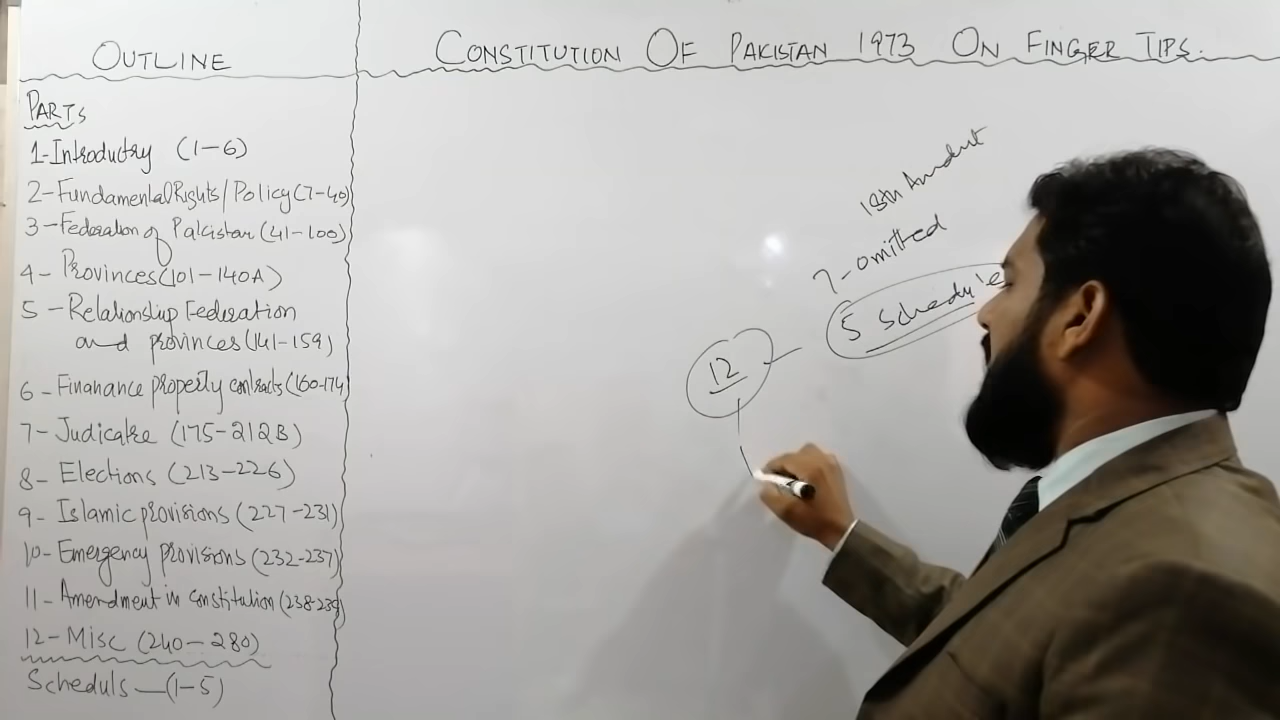 OUTLINE
CONSTITUTION OF PAKISTAN 1973 ON FINGER TIPS.
PARTS
1-Introductry (1-6)
2-Fundamental Rights/Policy (7-40)
3-Federation of Pakistan (41-100)
4- Provinces (101-140A)
5 - Relationship Federation
and provinces (141-159)
6 - Finanance property contracts (160-174
7- Judicature (175-212B)
8- Elections (213-226)
9- Islamic provisions (227-231)
10- Emergency provisions (232-237)
11- Amendment in constitution (238-239)
12- Misc (240-280)
Scheduls -(1-5)
18th
7-omitted
5 schedule
12